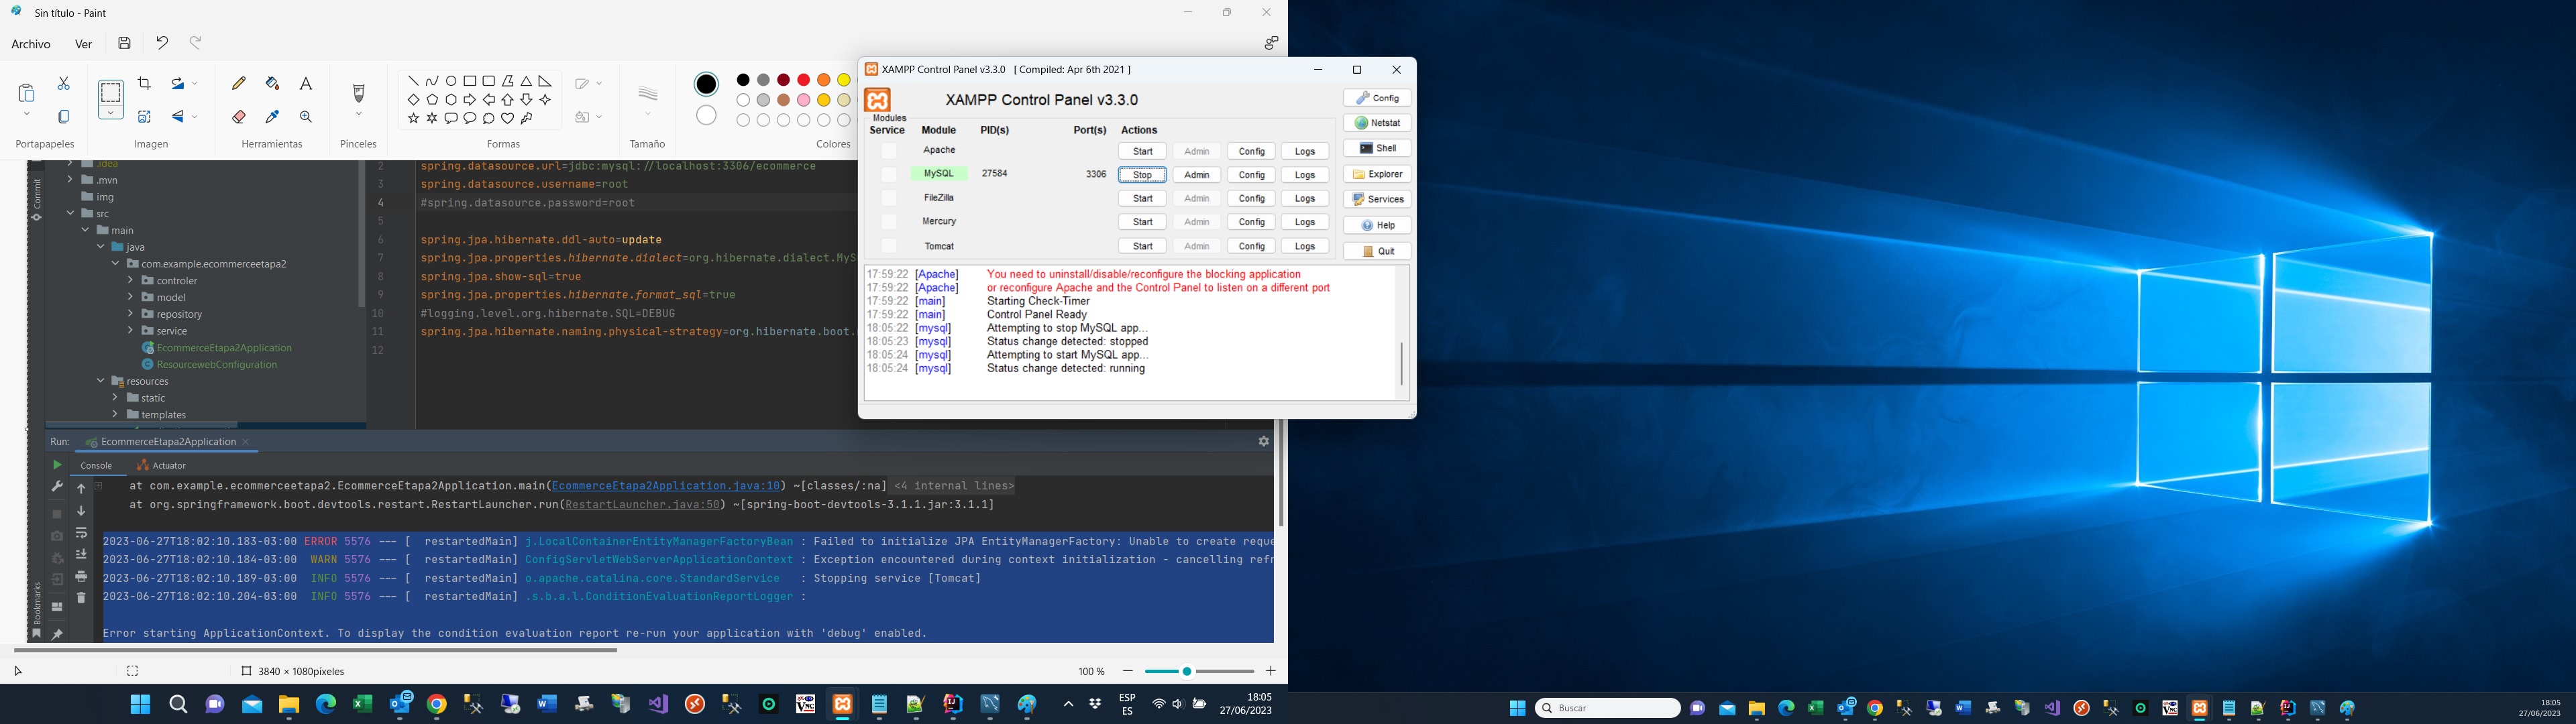 Sin título - Paint
Archivo Ver
Portapapeles Imagen Herramientas Pinceles Formas Tamaño Colores
XAMPP Control Panel v3.3.0 [ Compiled: Apr 6th 2021 ]
XAMPP Control Panel v3.3.0
Modules
Service Module PID(s) Port(s) Actions
Apache Start Admin Config Logs
MySQL 27584 3306 Stop Admin Config Logs
FileZilla Start Admin Config Logs
Mercury Start Admin Config Logs
Tomcat Start Admin Config Logs
Config
Netstat
Shell
Explorer
Services
Help
Quit
17:59:22 [Apache] You need to uninstall/disable/reconfigure the blocking application
17:59:22 [Apache] or reconfigure Apache and the Control Panel to listen on a different port
17:59:22 [main] Starting Check-Timer
17:59:22 [main] Control Panel Ready
18:05:22 [mysql] Attempting to stop MySQL app...
18:05:23 [mysql] Status change detected: stopped
18:05:24 [mysql] Attempting to start MySQL app...
18:05:24 [mysql] Status change detected: running
Commit
.idea
.mvn
img
src
main
java
com.example.ecommerceetapa2
controler
model
repository
service
EcommerceEtapa2Application
ResourcewebConfiguration
resources
static
templates
2 spring.datasource.url=jdbc:mysql://localhost:3306/ecommerce
3 spring.datasource.username=root
4 #spring.datasource.password=root
5
6 spring.jpa.hibernate.ddl-auto=update
7 spring.jpa.properties.hibernate.dialect=org.hibernate.dialect.MyS
8 spring.jpa.show-sql=true
9 spring.jpa.properties.hibernate.format_sql=true
10 #logging.level.org.hibernate.SQL=DEBUG
11 spring.jpa.hibernate.naming.physical-strategy=org.hibernate.boot.
12
Run: EcommerceEtapa2Application
Console Actuator
at com.example.ecommerceetapa2.EcommerceEtapa2Application.main(EcommerceEtapa2Application.java:10) ~[classes/:na] <4 internal lines>
at org.springframework.boot.devtools.restart.RestartLauncher.run(RestartLauncher.java:50) ~[spring-boot-devtools-3.1.1.jar:3.1.1]
2023-06-27T18:02:10.183-03:00 ERROR 5576 --- [ restartedMain] j.LocalContainerEntityManagerFactoryBean : Failed to initialize JPA EntityManagerFactory: Unable to create reque
2023-06-27T18:02:10.184-03:00 WARN 5576 --- [ restartedMain] ConfigServletWebServerApplicationContext : Exception encountered during context initialization - cancelling refr
2023-06-27T18:02:10.189-03:00 INFO 5576 --- [ restartedMain] o.apache.catalina.core.StandardService : Stopping service [Tomcat]
2023-06-27T18:02:10.204-03:00 INFO 5576 --- [ restartedMain] .s.b.a.l.ConditionEvaluationReportLogger :
Error starting ApplicationContext. To display the condition evaluation report re-run your application with 'debug' enabled.
Bookmarks
3840 × 1080píxeles 100 %
ESP
ES
18:05
27/06/2023
Buscar
18:05
27/06/2023